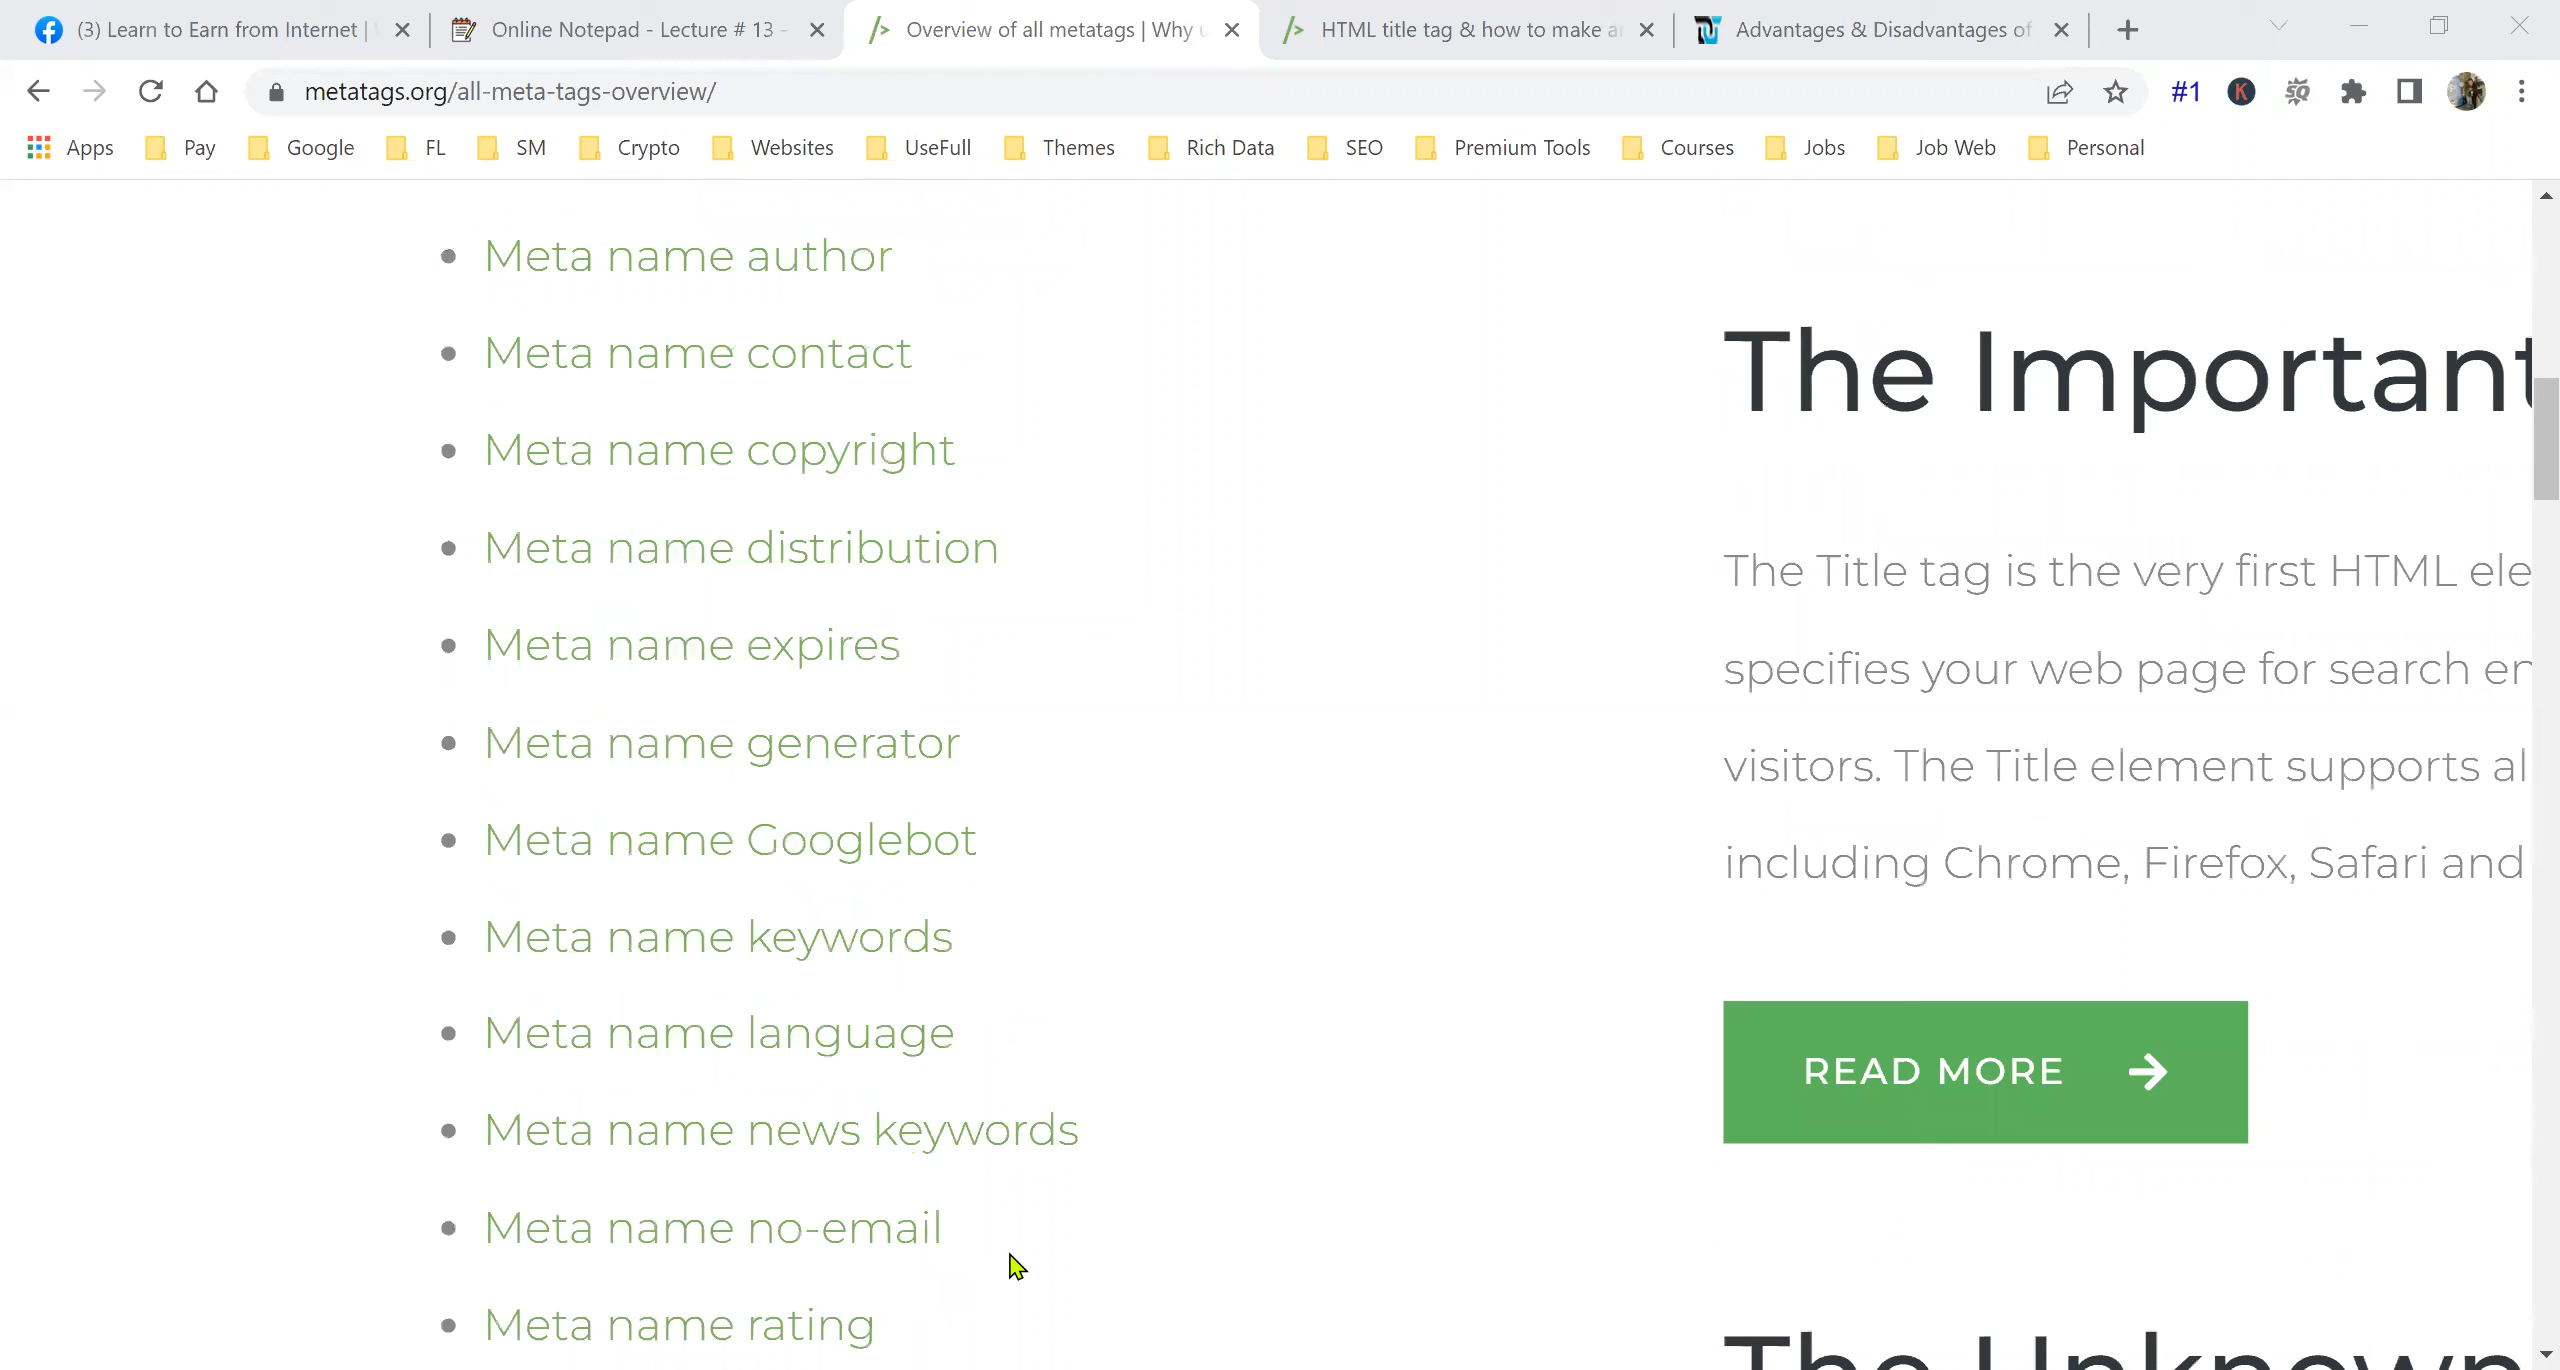 (3) Learn to Earn from Internet |
Online Notepad - Lecture # 13 -
Overview of all metatags | Why u
HTML title tag & how to make a
Advantages & Disadvantages of
metatags.org/all-meta-tags-overview/
#1
K
SQ
Apps
Pay
Google
FL
SM
Crypto
Websites
UseFull
Themes
Rich Data
SEO
Premium Tools
Courses
Jobs
Job Web
Personal
Meta name author
Meta name contact
Meta name copyright
Meta name distribution
Meta name expires
Meta name generator
Meta name Googlebot
Meta name keywords
Meta name language
Meta name news keywords
Meta name no-email
Meta name rating
The Important
The Title tag is the very first HTML ele
specifies your web page for search en
visitors. The Title element supports al
including Chrome, Firefox, Safari and
READ MORE
The Unknown